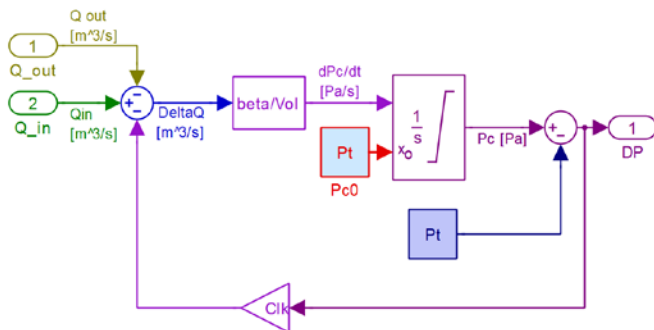 Q out
[m^3/s]
1
Q_out
2
Q_in
Qin
[m^3/s]
DeltaQ
[m^3/s]
beta/Vol
dPc/dt
[Pa/s]
1
s
xo
Pt
Pc0
Pc [Pa]
1
DP
Pt
Clk